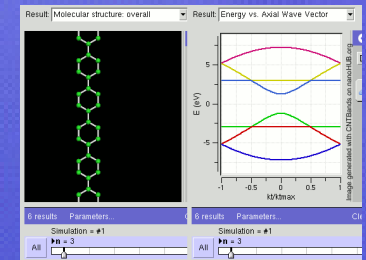 Result: Molecular structure: overall
Result: Energy vs. Axial Wave Vector
E (eV)
5
0
-5
-1
-0.5
0
0.5
1
kt/ktmax
Image generated with CNTBands on nanoHUB.org
6 results Parameters...
6 results Parameters... Cle
Simulation = #1
Simulation = #1
All
n = 3
All
n = 3